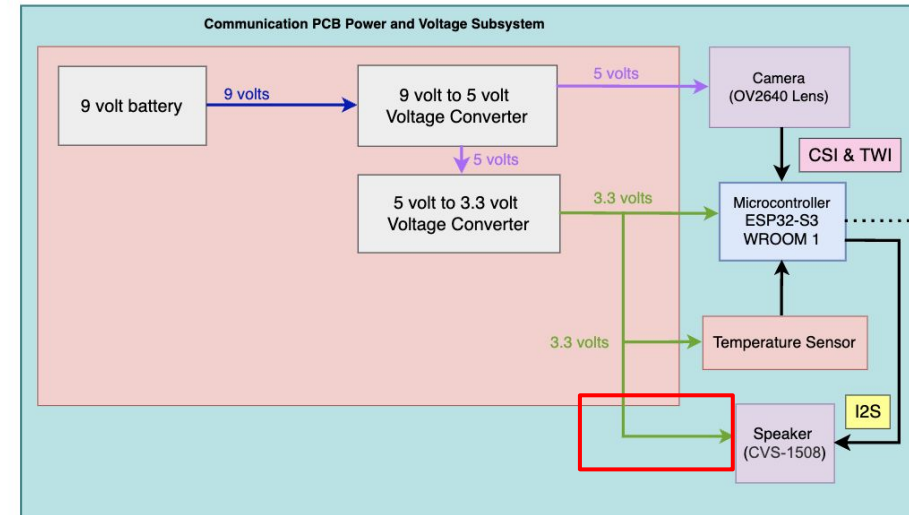 Communication PCB Power and Voltage Subsystem
9 volt battery
9 volts
9 volt to 5 volt
Voltage Converter
5 volts
Camera
(OV2640 Lens)
CSI & TWI
5 volts
5 volt to 3.3 volt
Voltage Converter
3.3 volts
Microcontroller
ESP32-S3
WROOM 1
3.3 volts
Temperature Sensor
I2S
Speaker
(CVS-1508)